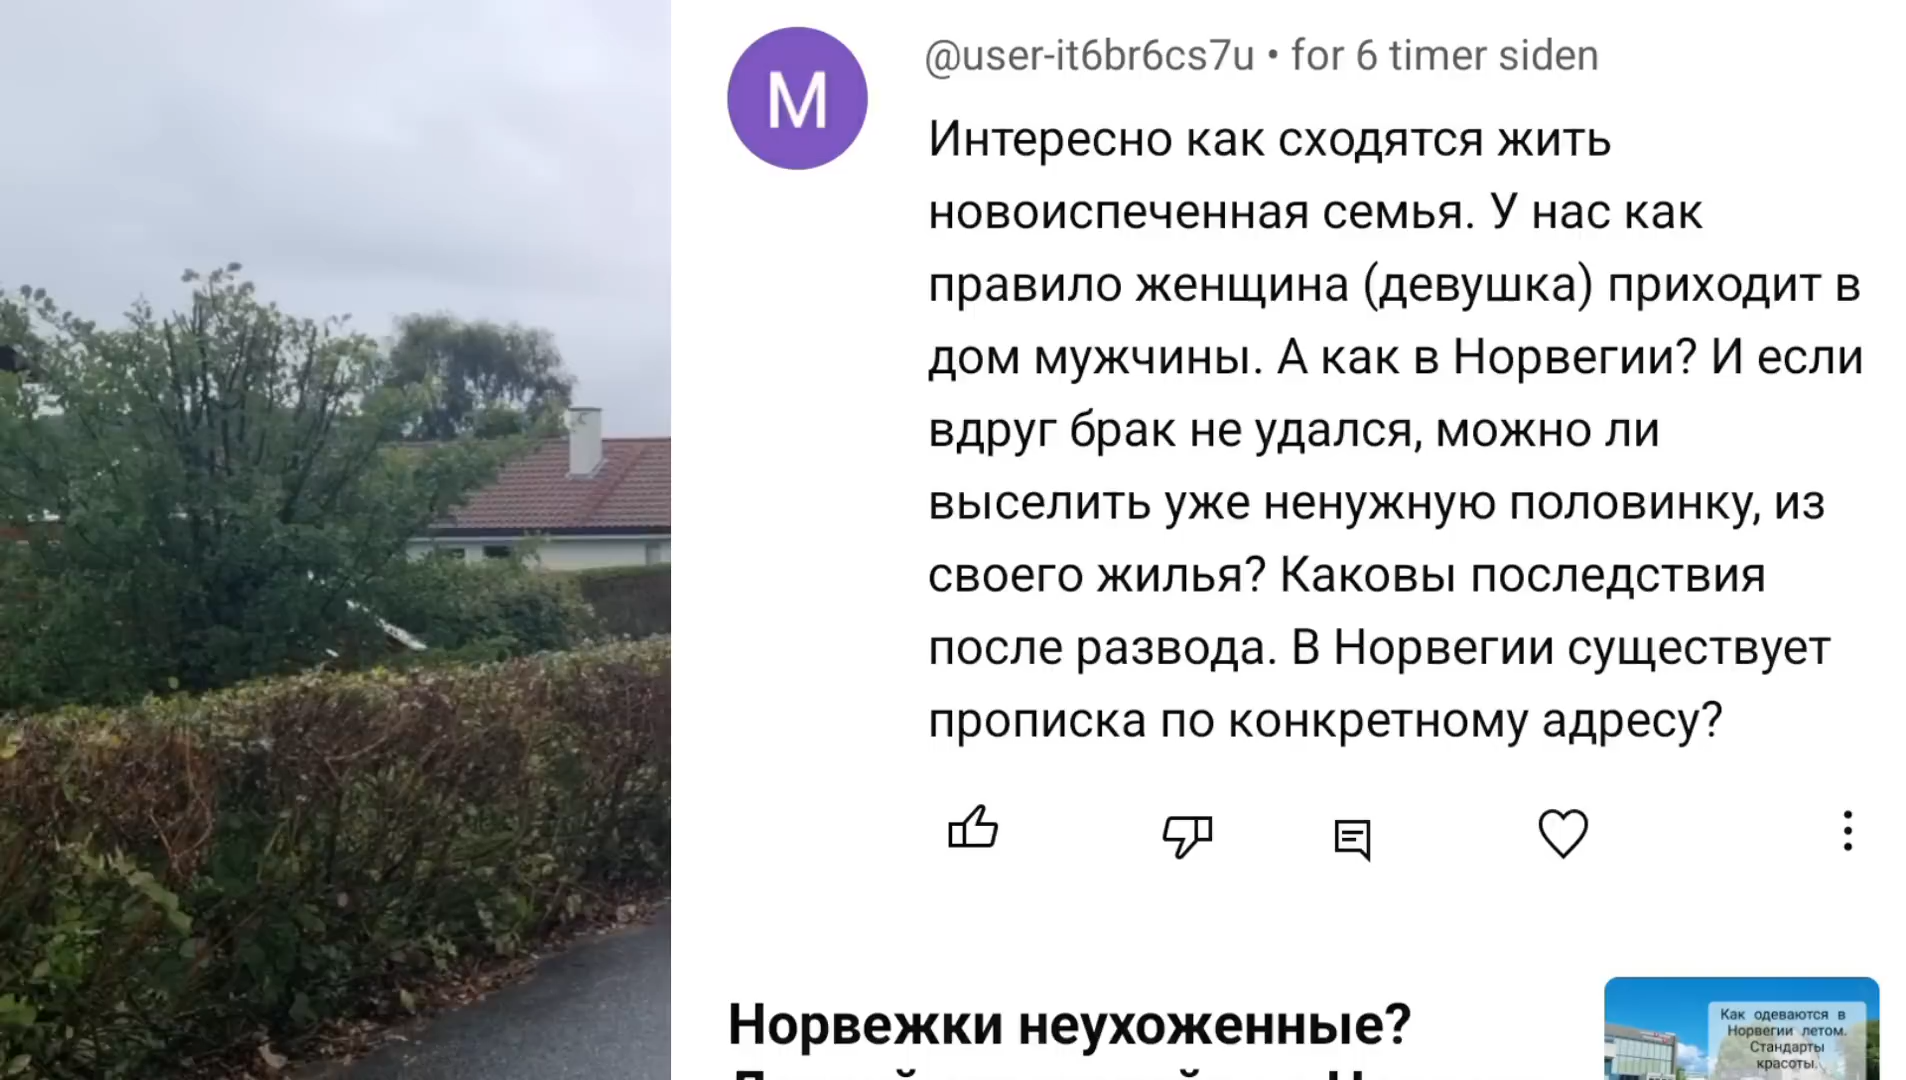 M
@user-it6br6cs7u • for 6 timer siden
Интересно как сходятся жить
новоиспеченная семья. У нас как
правило женщина (девушка) приходит в
дом мужчины. А как в Норвегии? И если
вдруг брак не удался, можно ли
выселить уже ненужную половинку, из
своего жилья? Каковы последствия
после развода. В Норвегии существует
прописка по конкретному адресу?
Норвежки неухоженные?
Как одеваются в
Норвегии летом.
Стандарты
красоты.